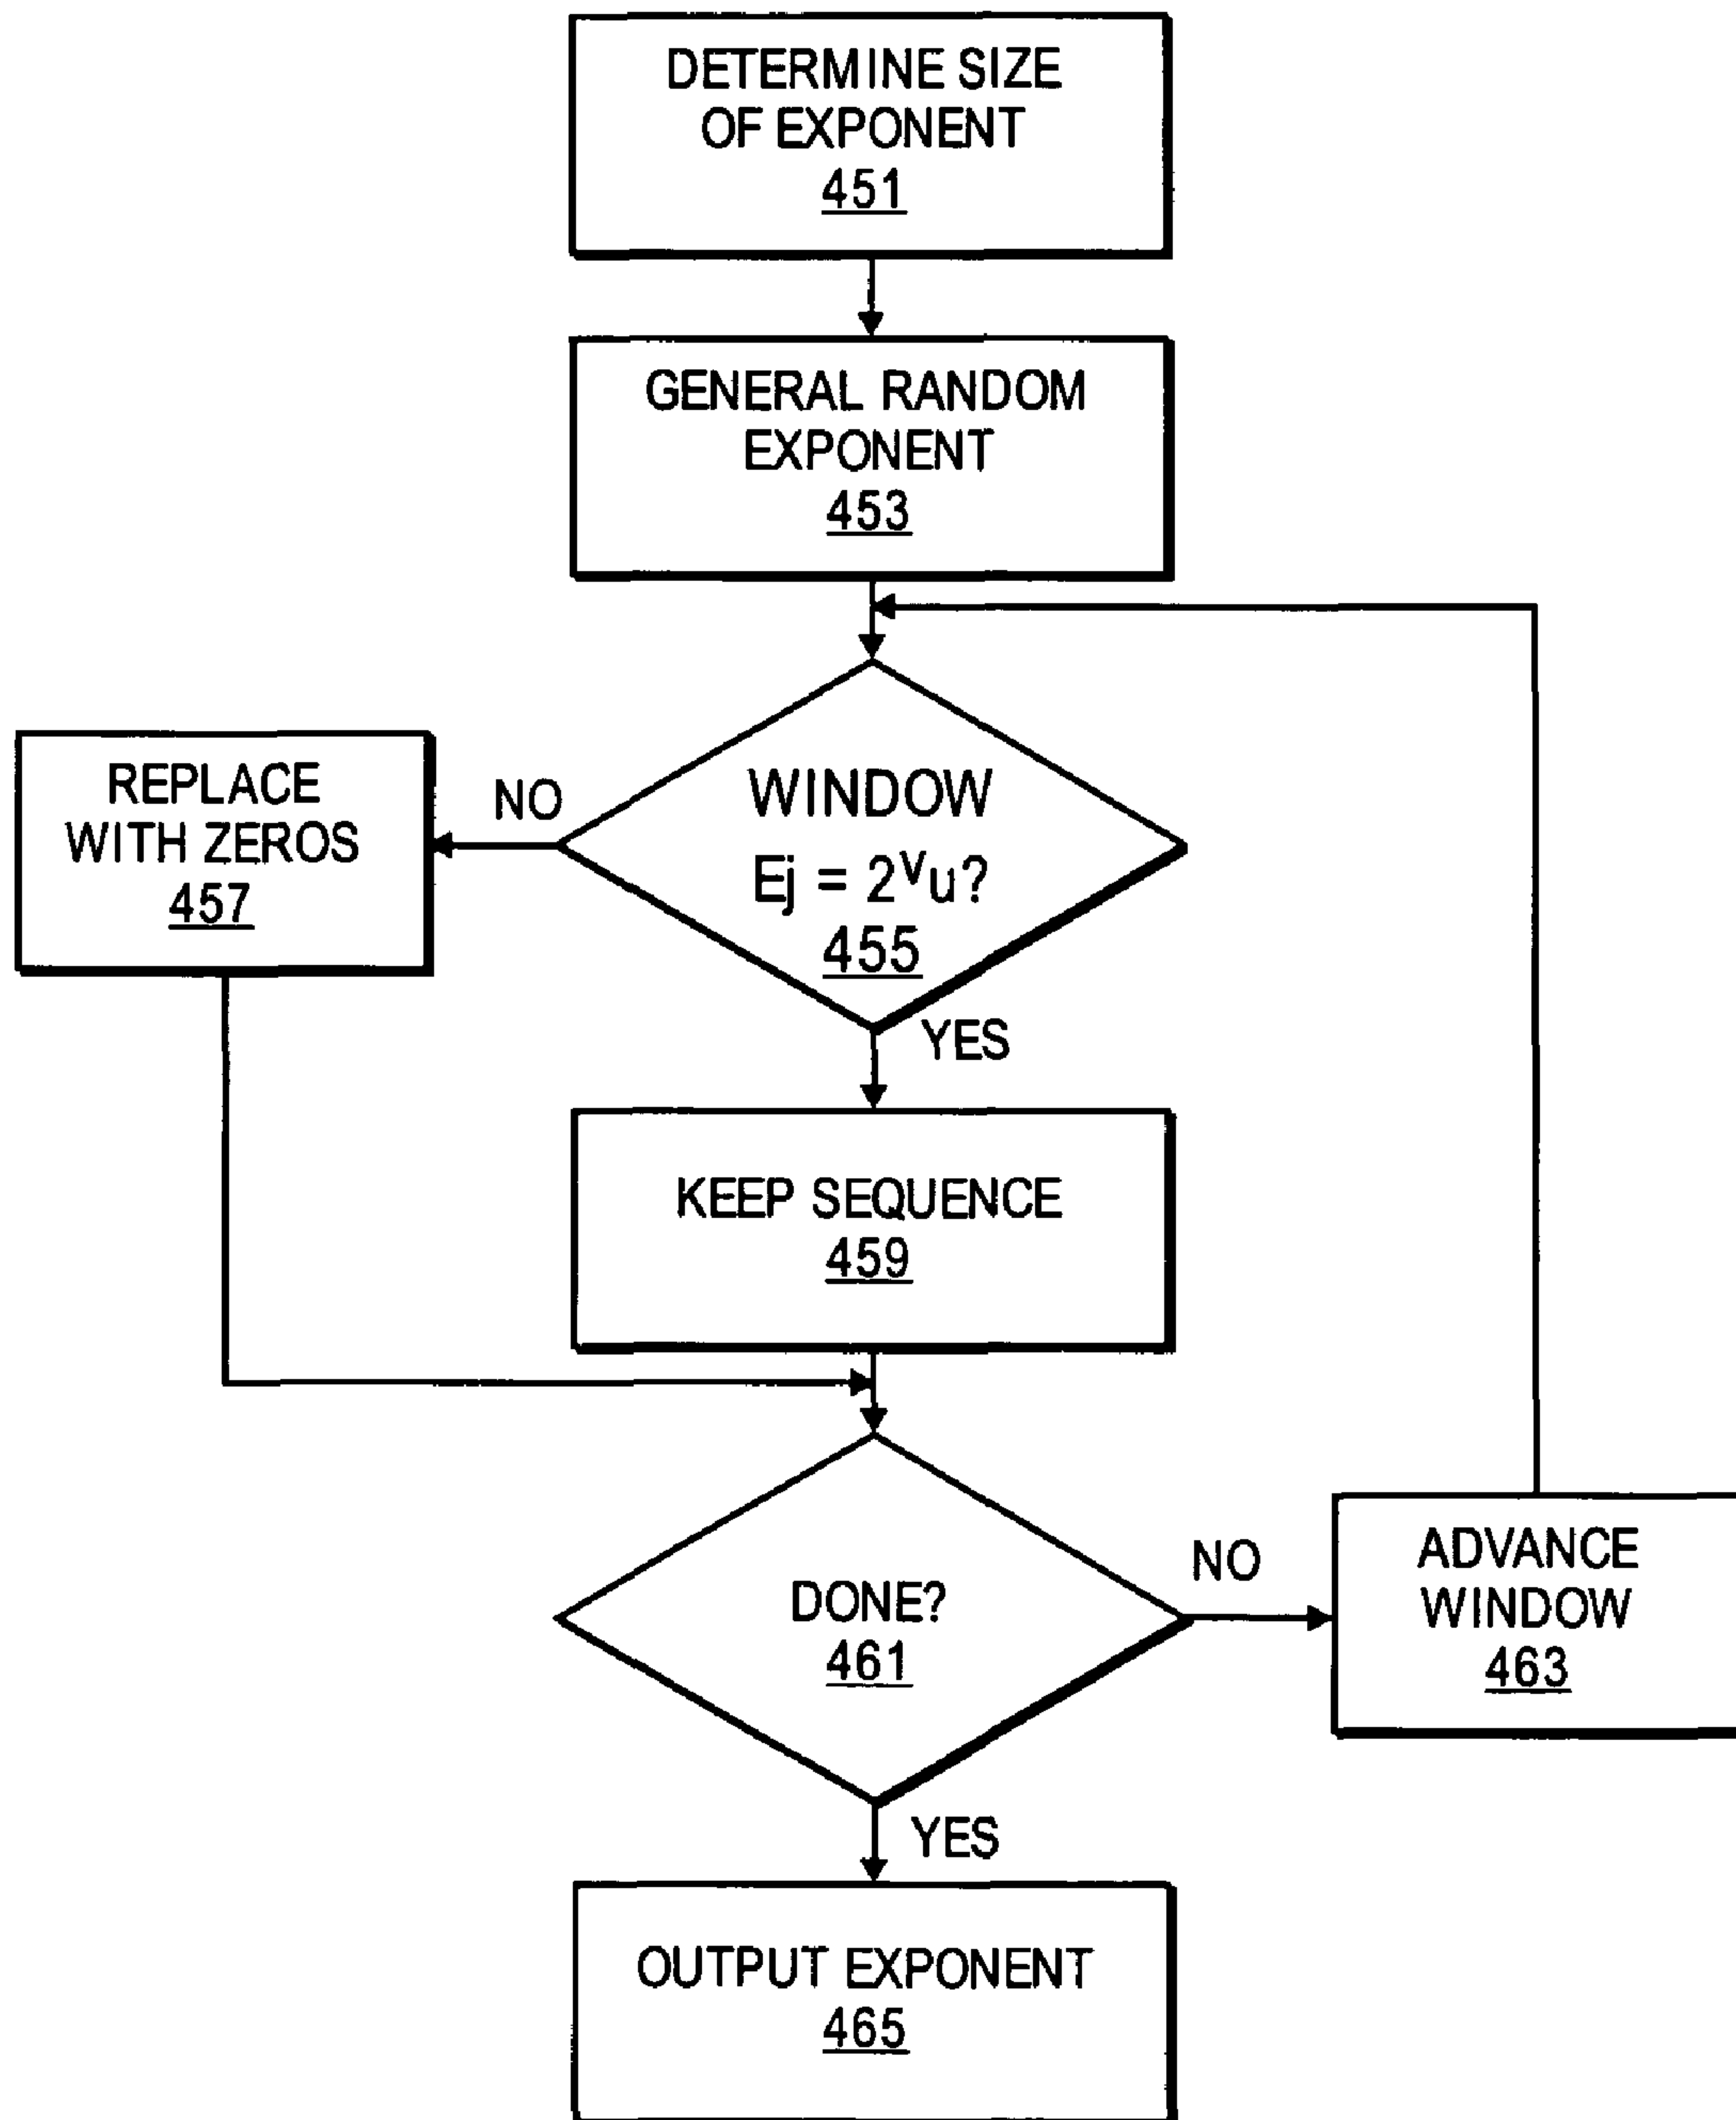 DETERMINE SIZE
OF EXPONENT
451
GENERAL RANDOM
EXPONENT
453
WINDOW
Ej = 2^V u?
455
NO
REPLACE
WITH ZEROS
457
YES
KEEP SEQUENCE
459
DONE?
461
NO
ADVANCE
WINDOW
463
YES
OUTPUT EXPONENT
465